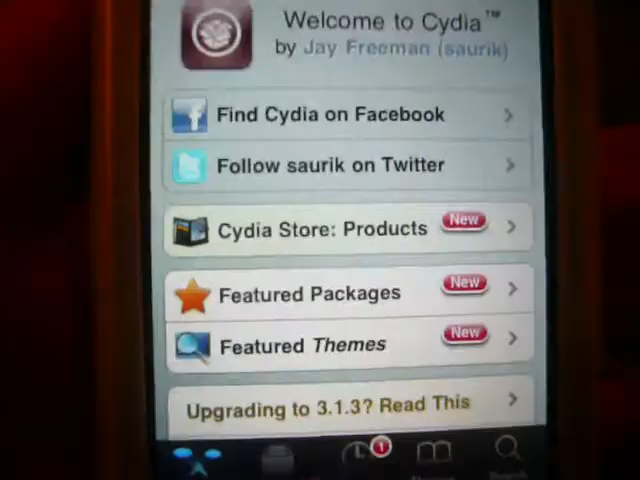 Welcome to Cydia™
by Jay Freeman (saurik)
Find Cydia on Facebook
Follow saurik on Twitter
Cydia Store: Products New
Featured Packages New
Featured Themes New
Upgrading to 3.1.3? Read This
1